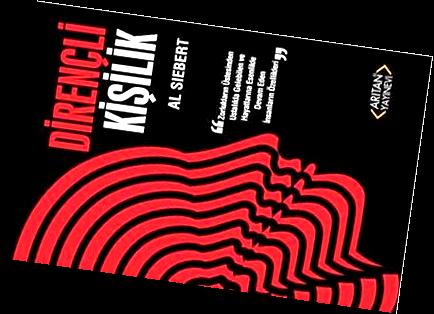 DİRENÇLİ
KİŞİLİK
AL SIEBERT
“ Zorlukların Üstesinden
Ustalıkla Gelebilen ve
Hayatlarına Esenlikle
Devam Eden
İnsanların Özellikleri ”
ARITAN
YAYINEVİ